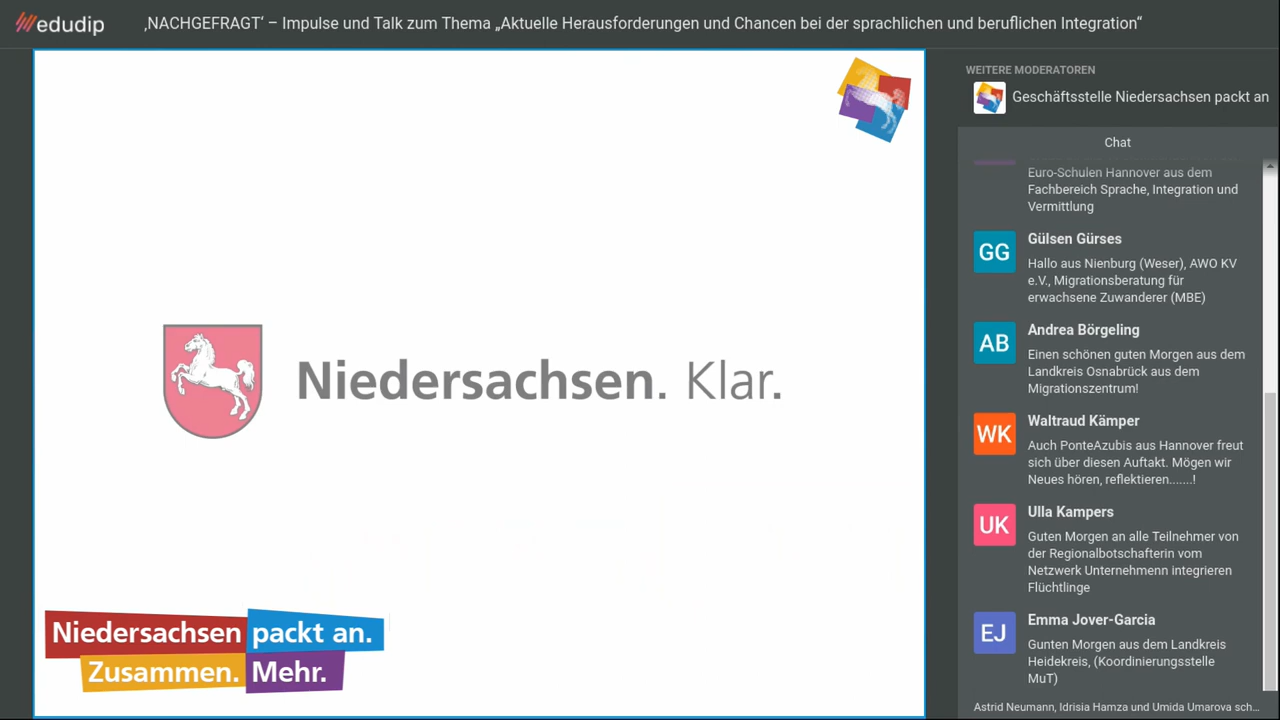 edudip
‚NACHGEFRAGT‘ – Impulse und Talk zum Thema „Aktuelle Herausforderungen und Chancen bei der sprachlichen und beruflichen Integration“
Niedersachsen. Klar.
Niedersachsen packt an.
Zusammen. Mehr.
WEITERE MODERATOREN
Geschäftsstelle Niedersachsen packt an
Chat
Euro-Schulen Hannover aus dem
Fachbereich Sprache, Integration und
Vermittlung
GG
Gülsen Gürses
Hallo aus Nienburg (Weser), AWO KV
e.V., Migrationsberatung für
erwachsene Zuwanderer (MBE)
AB
Andrea Börgeling
Einen schönen guten Morgen aus dem
Landkreis Osnabrück aus dem
Migrationszentrum!
WK
Waltraud Kämper
Auch PonteAzubis aus Hannover freut
sich über diesen Auftakt. Mögen wir
Neues hören, reflektieren.......!
UK
Ulla Kampers
Guten Morgen an alle Teilnehmer von
der Regionalbotschafterin vom
Netzwerk Unternehmenn integrieren
Flüchtlinge
EJ
Emma Jover-Garcia
Gunten Morgen aus dem Landkreis
Heidekreis, (Koordinierungsstelle
MuT)
Astrid Neumann, Idrisia Hamza und Umida Umarova sch…